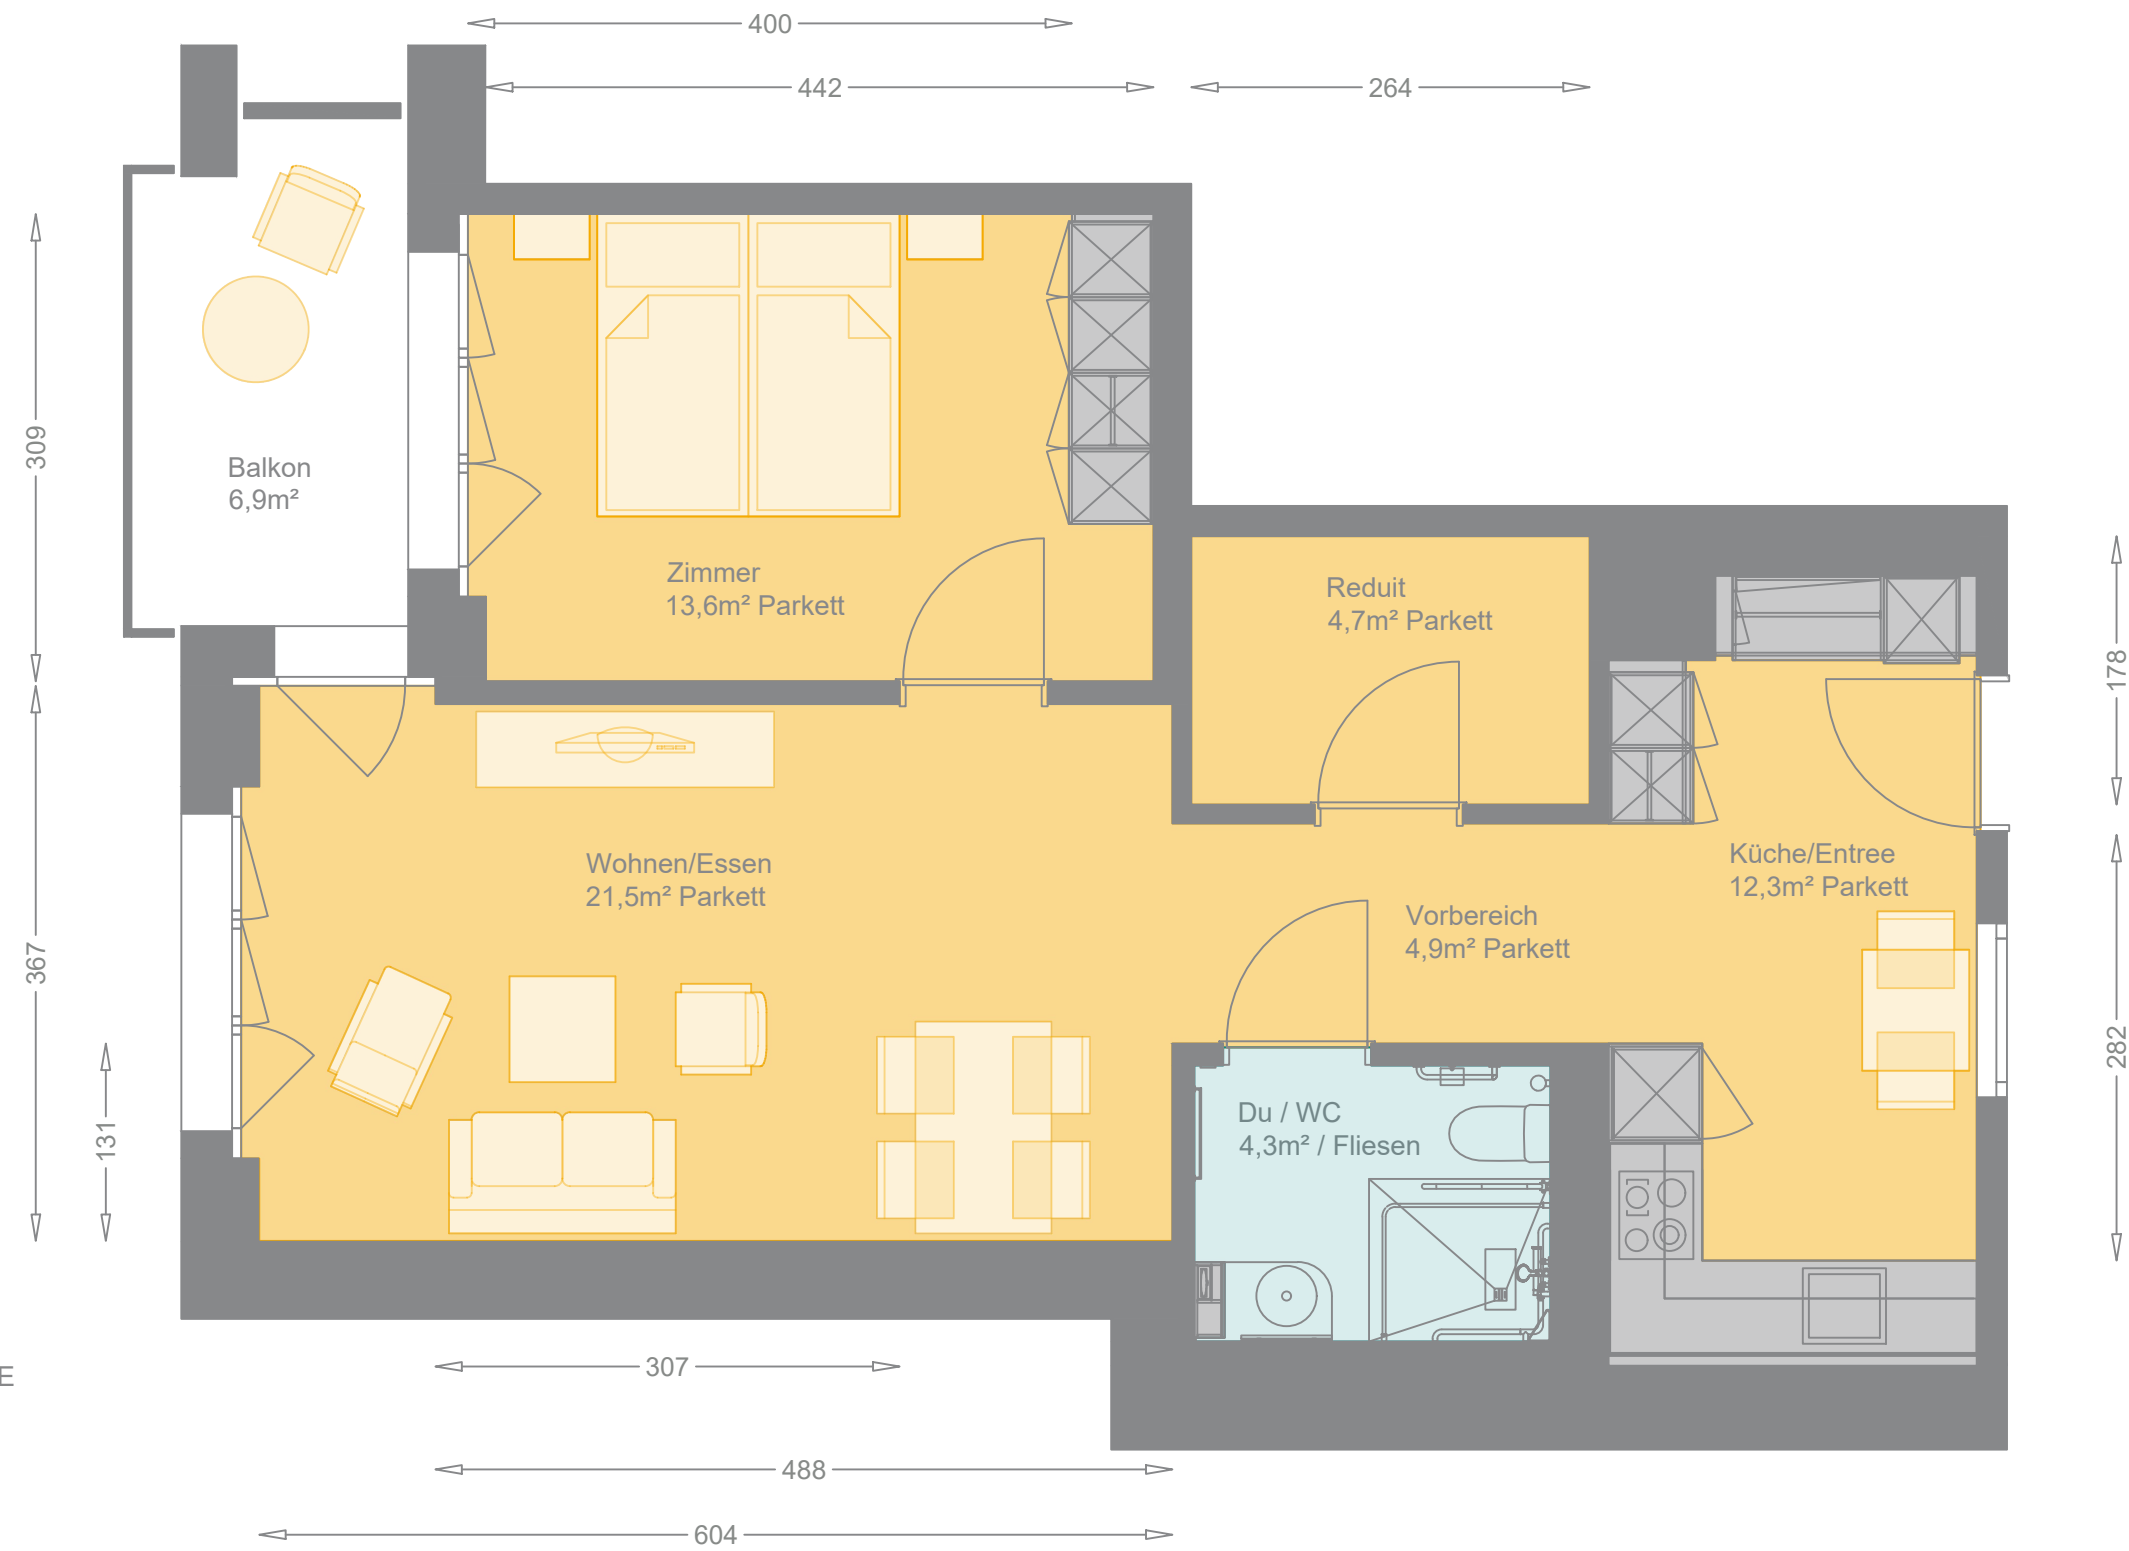 400
442
264
309
Balkon
6,9m²
Zimmer
13,6m² Parkett
Reduit
4,7m² Parkett
178
Küche/Entree
12,3m² Parkett
Wohnen/Essen
21,5m² Parkett
Vorbereich
4,9m² Parkett
367
282
131
Du / WC
4,3m² / Fliesen
307
E
488
604